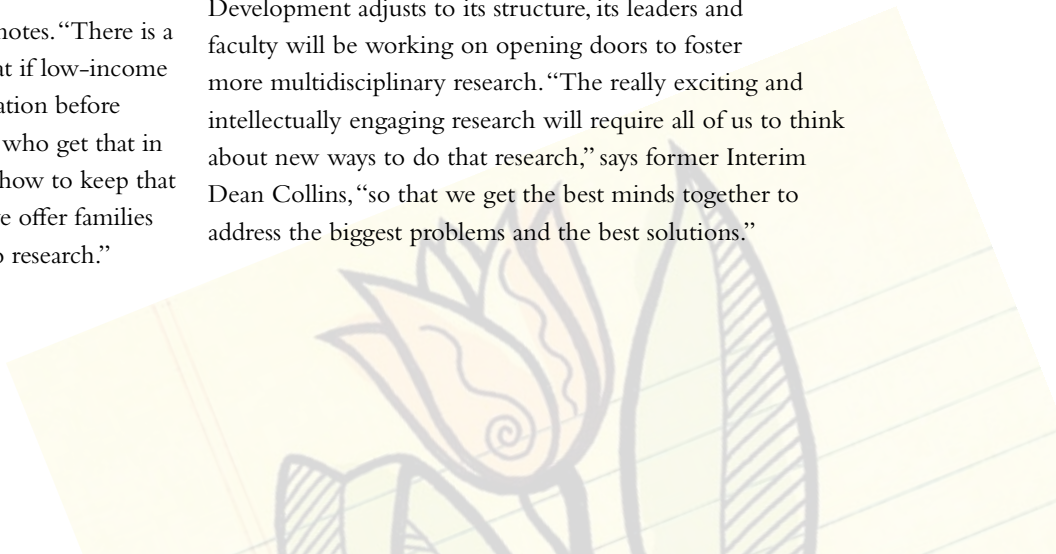 notes. “There is a
if low-income
before
who get that in
how to keep that
offer families
research.”
Development adjusts to its structure, its leaders and
faculty will be working on opening doors to foster
more multidisciplinary research. “The really exciting and
intellectually engaging research will require all of us to think
about new ways to do that research,” says former Interim
Dean Collins, “so that we get the best minds together to
address the biggest problems and the best solutions.”